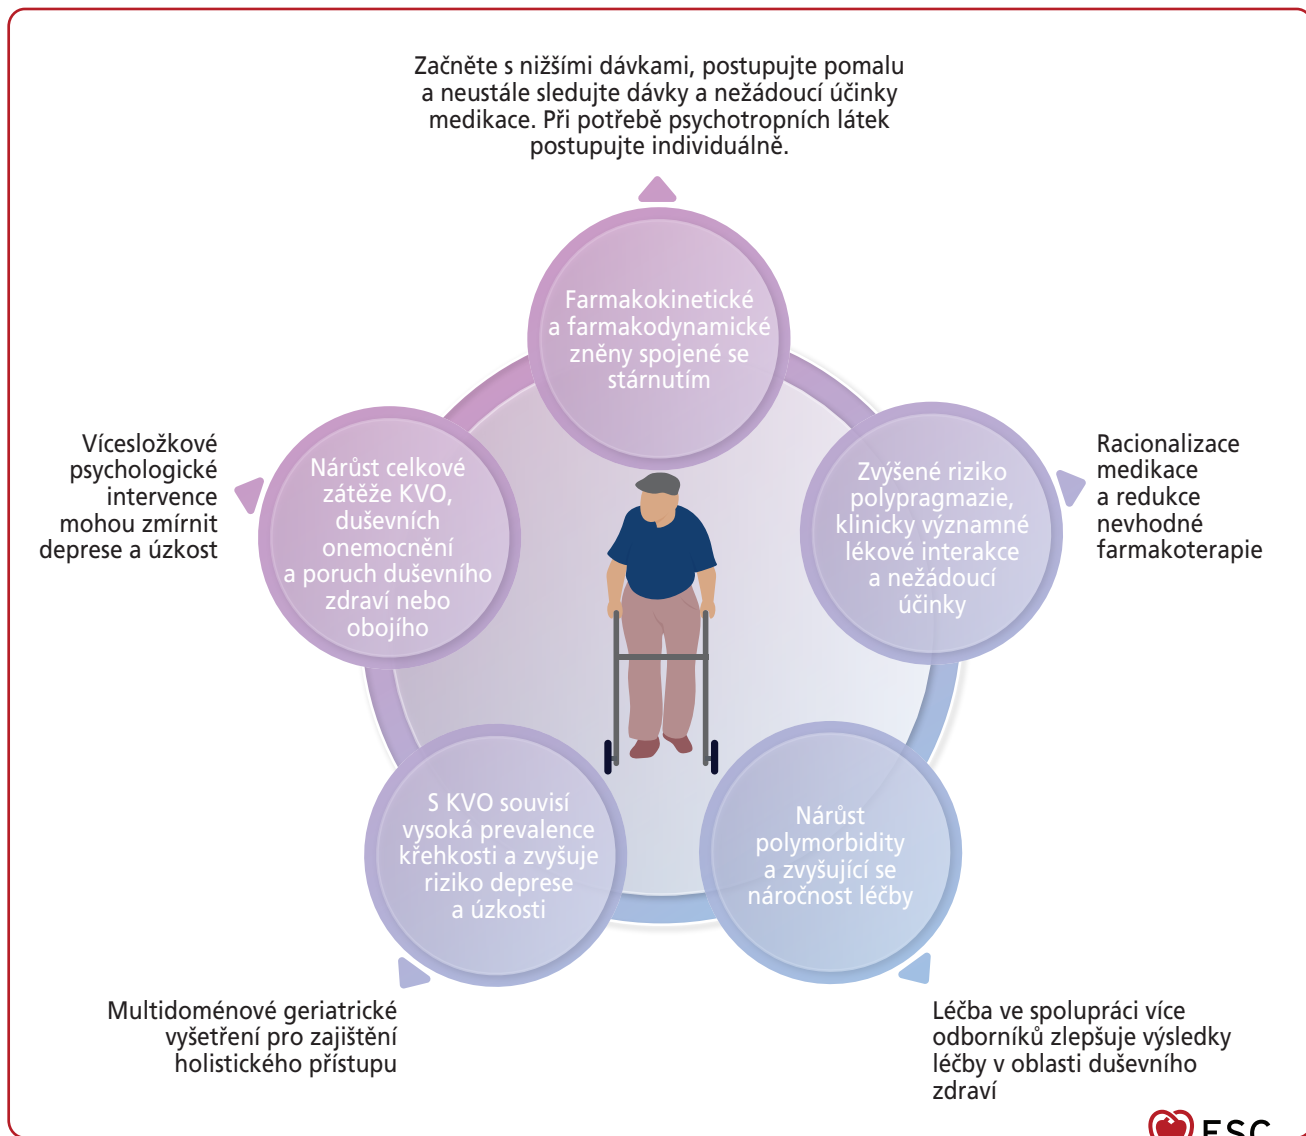 Začněte s nižšími dávkami, postupujte pomalu
a neustále sledujte dávky a nežádoucí účinky
medikace. Při potřebě psychotropních látek
postupujte individuálně.
Farmakokinetické
a farmakodynamické
zněny spojené se
stárnutím
Vícesložkové
psychologické
intervence
mohou zmírnit
deprese a úzkost
Nárůst celkové
zátěže KVO,
duševních
onemocnění
a poruch duševního
zdraví nebo
obojího
Zvýšené riziko
polypragmazie,
klinicky významné
lékové interakce
a nežádoucí
účinky
Racionalizace
medikace
a redukce
nevhodné
farmakoterapie
S KVO souvisí
vysoká prevalence
křehkosti a zvyšuje
riziko deprese
a úzkosti
Nárůst
polymorbidity
a zvyšující se
náročnost léčby
Multidoménové geriatrické
vyšetření pro zajištění
holistického přístupu
Léčba ve spolupráci více
odborníků zlepšuje výsledky
léčby v oblasti duševního
zdraví
ESC